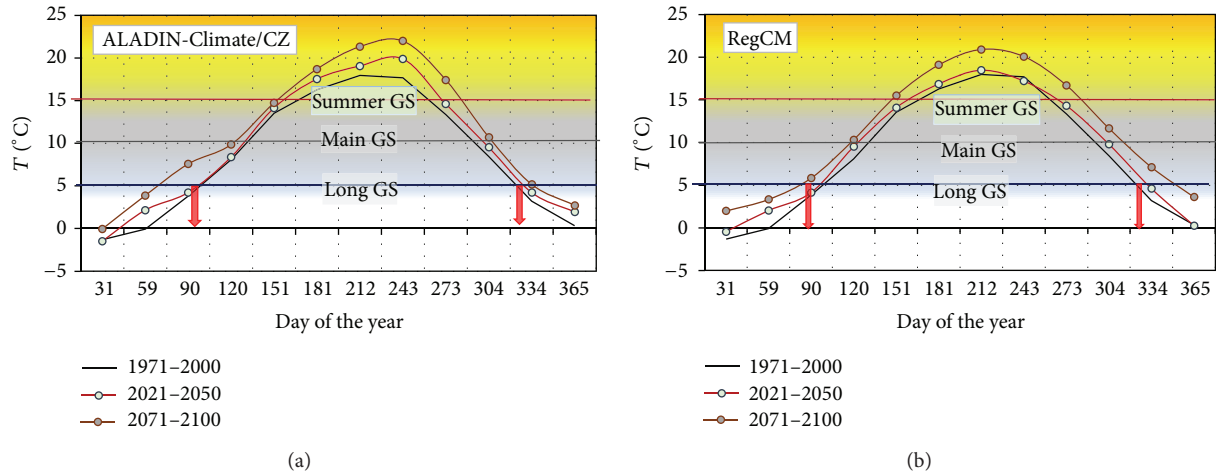 ALADIN-Climate/CZ
25
20
15
10
5
0
−5
T (°C)
Summer GS
Main GS
Long GS
31 59 90 120 151 181 212 243 273 304 334 365
Day of the year
1971–2000
2021–2050
2071–2100
(a)
RegCM
25
20
15
10
5
0
−5
T (°C)
Summer GS
Main GS
Long GS
31 59 90 120 151 181 212 243 273 304 334 365
Day of the year
1971–2000
2021–2050
2071–2100
(b)